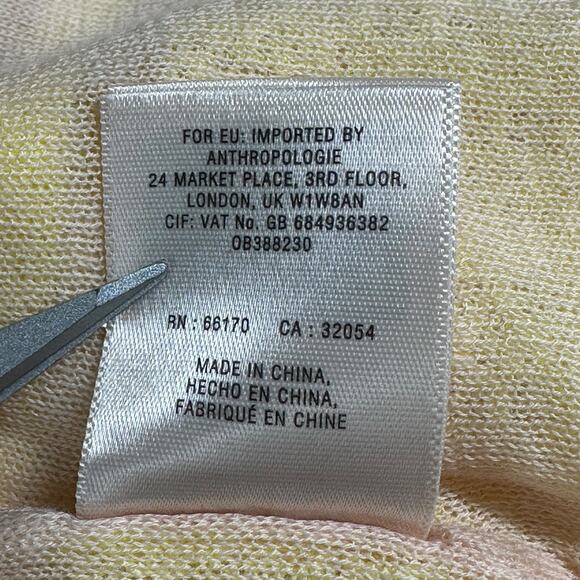 FOR EU: IMPORTED BY
ANTHROPOLOGIE
24 MARKET PLACE, 3RD FLOOR,
LONDON, UK W1W8AN
CIF: VAT No. GB 684936382
OB388230
RN : 66170 CA : 32054
MADE IN CHINA,
HECHO EN CHINA,
FABRIQUÉ EN CHINE